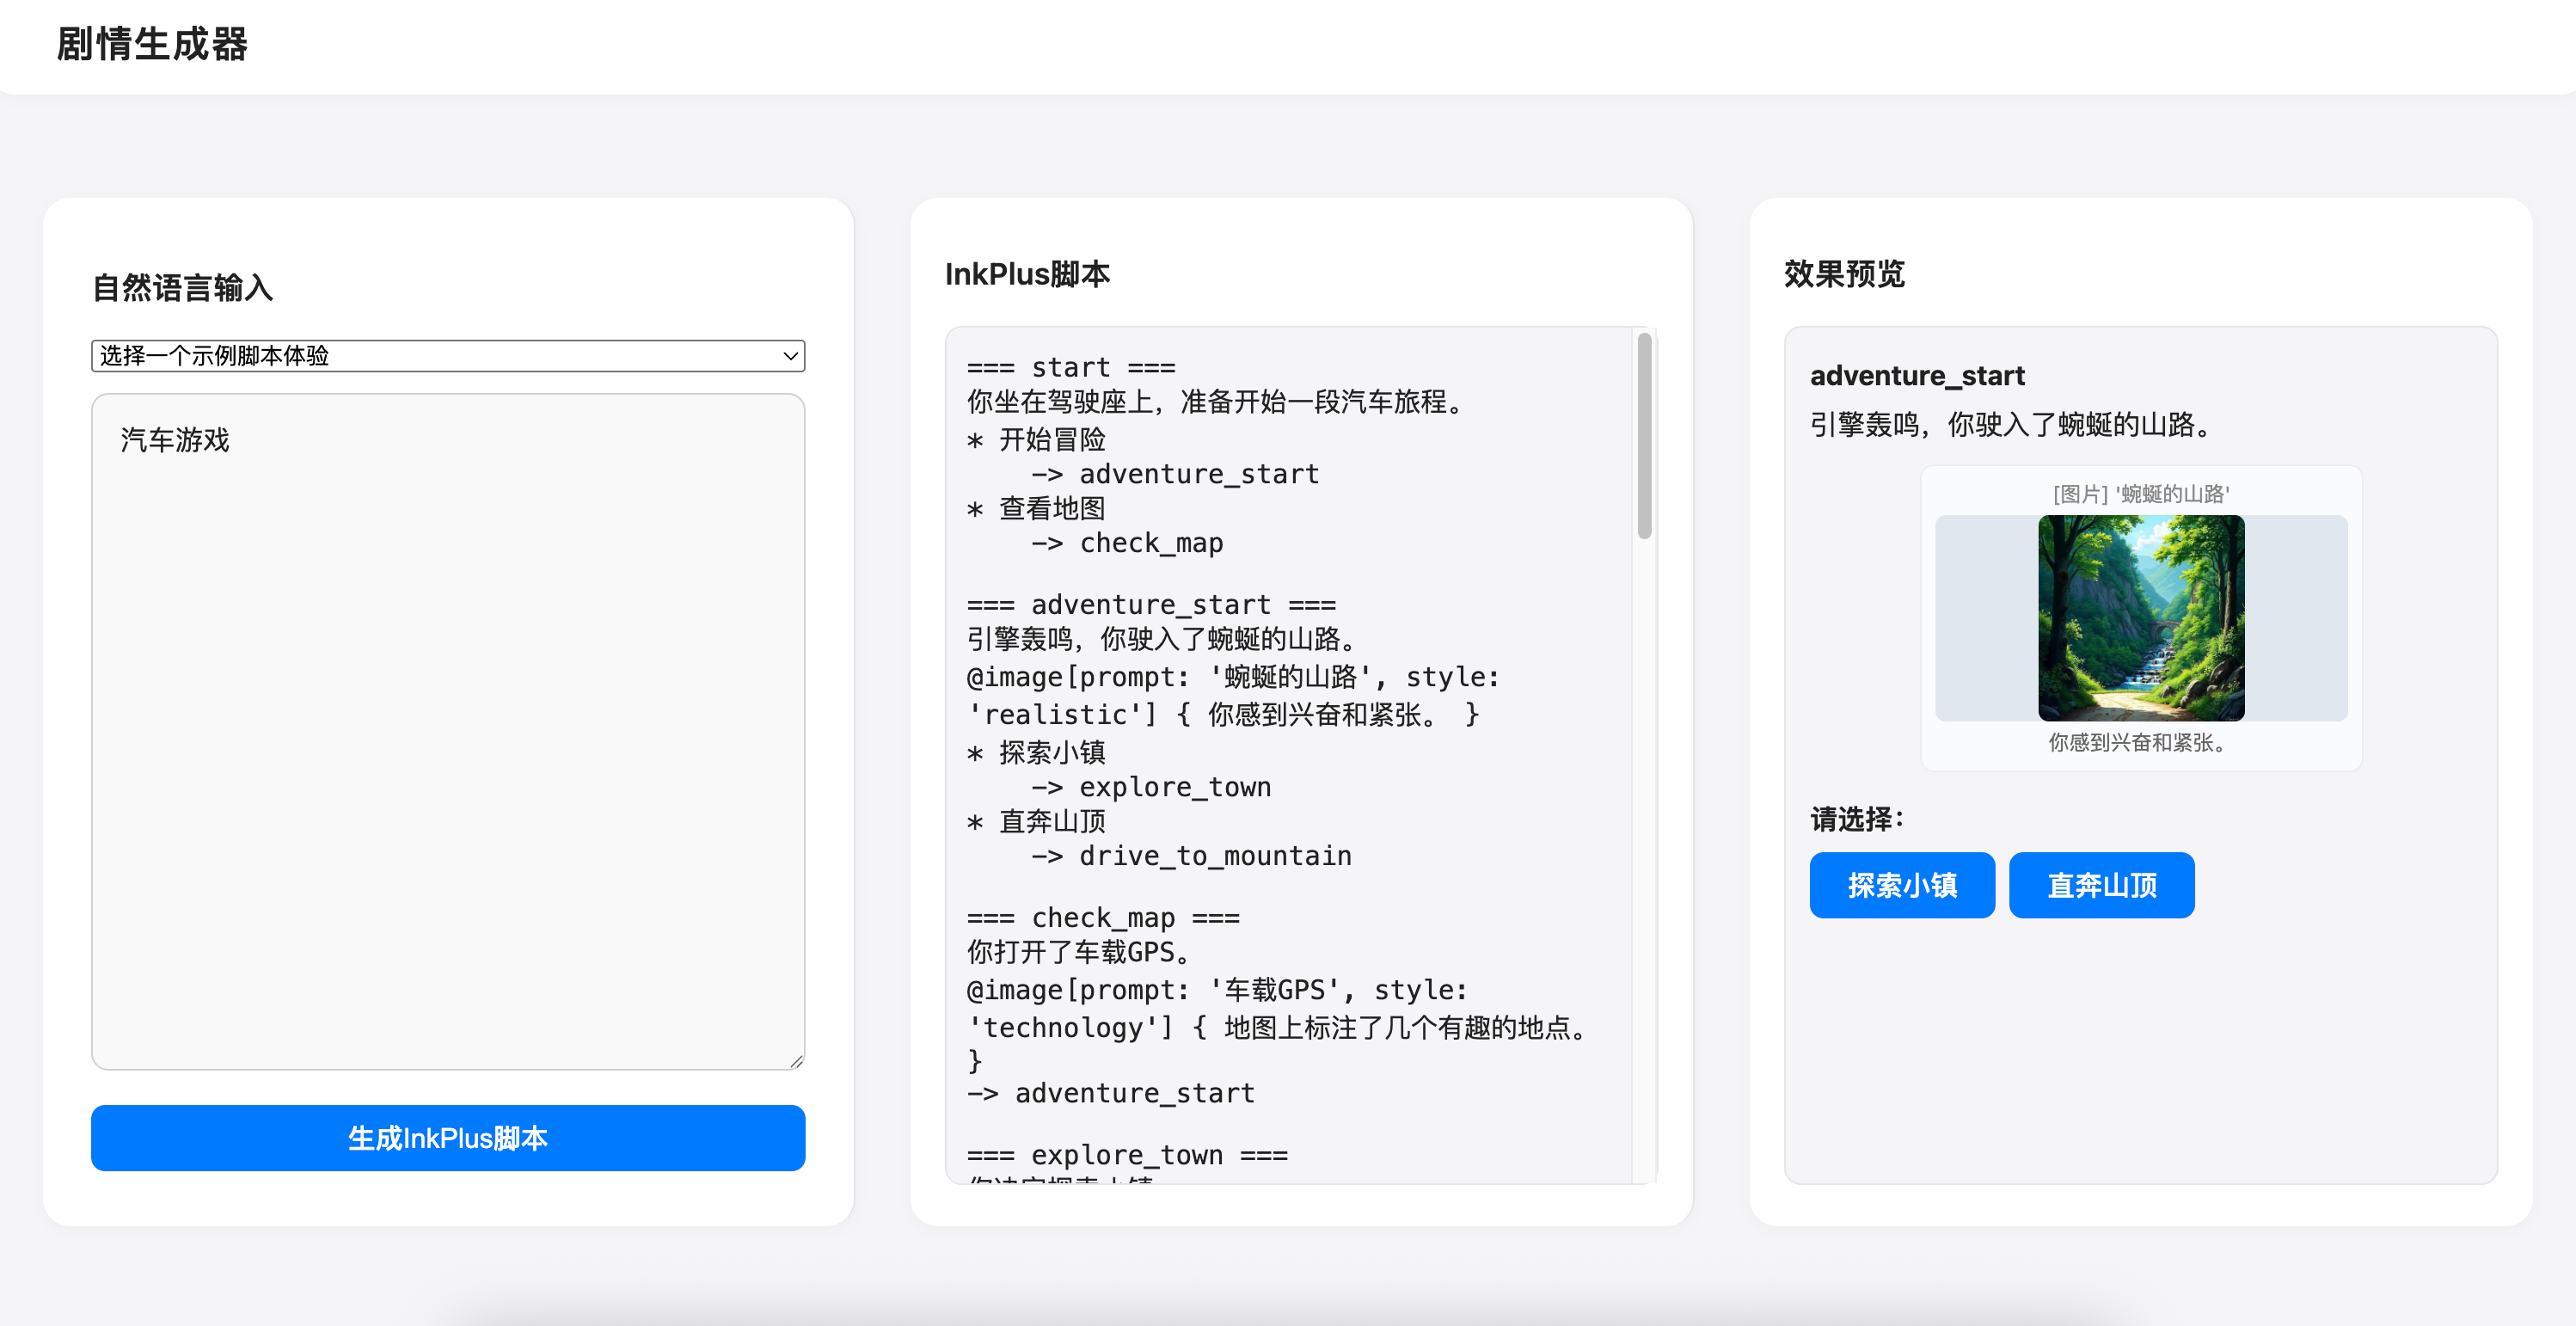 剧情生成器
自然语言输入
选择一个示例脚本体验
汽车游戏
生成InkPlus脚本
InkPlus脚本
=== start ===
你坐在驾驶座上，准备开始一段汽车旅程。
* 开始冒险
-> adventure_start
* 查看地图
-> check_map
=== adventure_start ===
引擎轰鸣，你驶入了蜿蜒的山路。
@image[prompt: '蜿蜒的山路', style:
'realistic'] { 你感到兴奋和紧张。 }
* 探索小镇
-> explore_town
* 直奔山顶
-> drive_to_mountain
=== check_map ===
你打开了车载GPS。
@image[prompt: '车载GPS', style:
'technology'] { 地图上标注了几个有趣的地点。
}
-> adventure_start
=== explore_town ===
效果预览
adventure_start
引擎轰鸣，你驶入了蜿蜒的山路。
[图片] '蜿蜒的山路'
你感到兴奋和紧张。
请选择：
探索小镇
直奔山顶